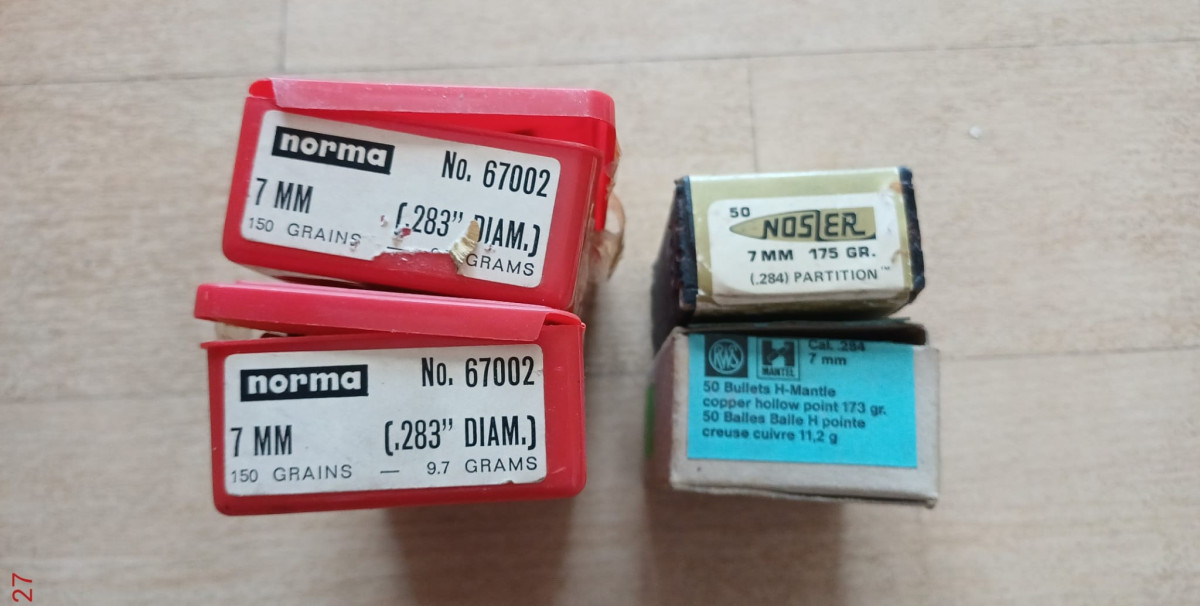 norma
No. 67002
7 MM
(.283" DIAM.)
150 GRAINS —
GRAMS
norma
No. 67002
7 MM (.283" DIAM.)
150 GRAINS — 9.7 GRAMS
50 NOSLER
7MM 175 GR.
(.284) PARTITION™
RWS
H
MANTEL
Cal. .284
7 mm
50 Bullets H-Mantle
copper hollow point 173 gr.
50 Balles Balle H pointe
creuse cuivre 11,2 g
27